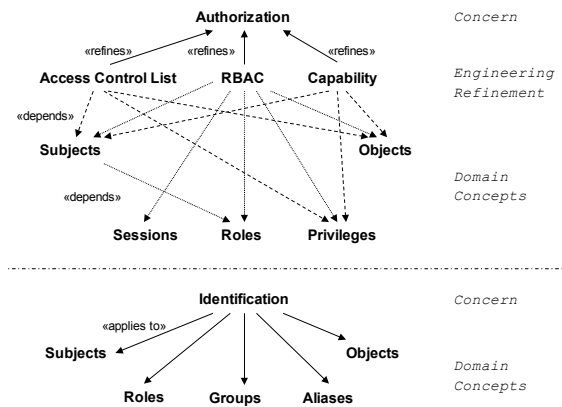 Authorization
Concern
«refines»
«refines»
«refines»
Access Control List
RBAC
Capability
Engineering
Refinement
«depends»
Subjects
Objects
Domain
Concepts
«depends»
Sessions
Roles
Privileges
Identification
Concern
«applies to»
Subjects
Objects
Domain
Concepts
Roles
Groups
Aliases